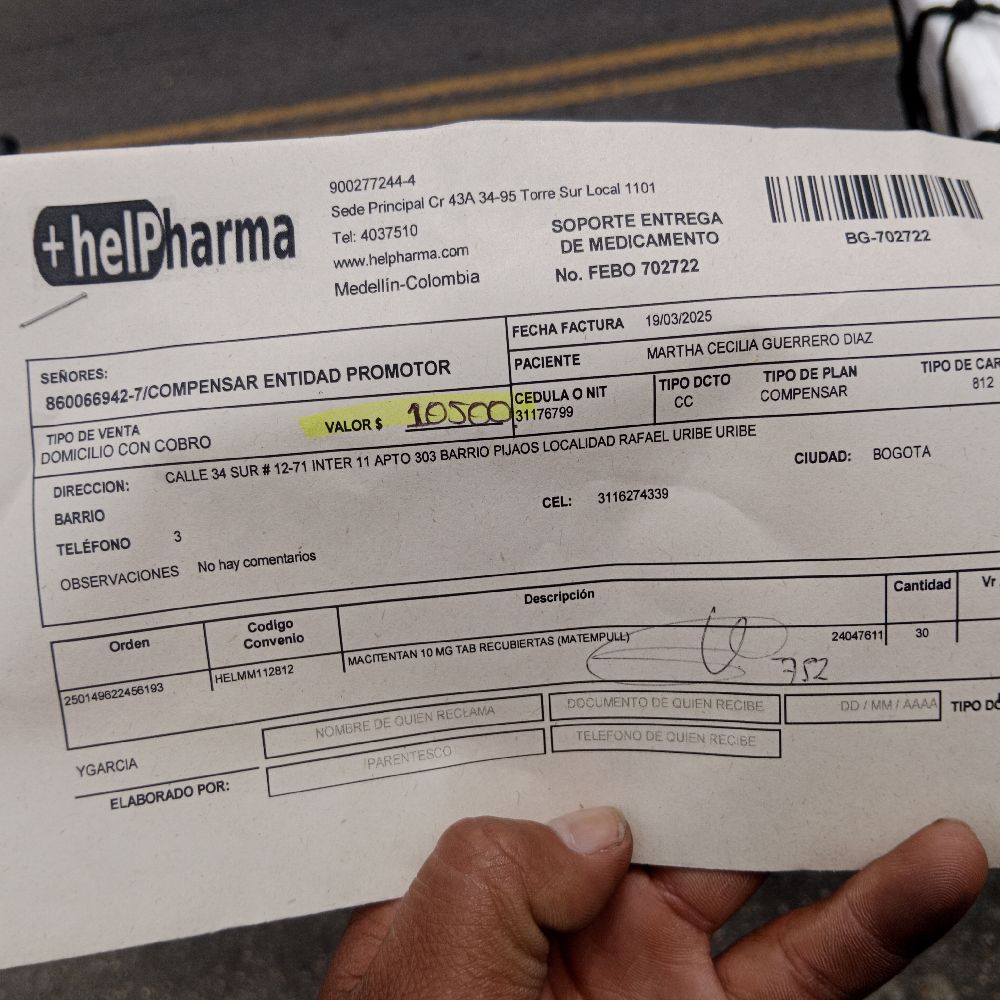 +helPharma
900277244-4
Sede Principal Cr 43A 34-95 Torre Sur Local 1101
Tel: 4037510
www.helpharma.com
Medellín-Colombia
SOPORTE ENTREGA
DE MEDICAMENTO
No. FEBO 702722
BG-702722
SEÑORES:
860066942-7/COMPENSAR ENTIDAD PROMOTOR
FECHA FACTURA 19/03/2025
PACIENTE MARTHA CECILIA GUERRERO DIAZ
TIPO DE VENTA
DOMICILIO CON COBRO
VALOR $ 10500
CEDULA O NIT
31176799
TIPO DCTO
CC
TIPO DE PLAN
COMPENSAR
TIPO DE CAR
812
DIRECCION: CALLE 34 SUR # 12-71 INTER 11 APTO 303 BARRIO PIJAOS LOCALIDAD RAFAEL URIBE URIBE
BARRIO
CIUDAD: BOGOTA
TELÉFONO 3
CEL: 3116274339
OBSERVACIONES No hay comentarios
Orden Codigo Convenio Descripción Cantidad Vr
250149622456193 HELMM112812 MACITENTAN 10 MG TAB RECUBIERTAS (MATEMPULL) 24047611 30
752
YGARCIA
ELABORADO POR:
NOMBRE DE QUIEN RECLAMA
DOCUMENTO DE QUIEN RECIBE
DD / MM / AAAA
TIPO DO
PARENTESCO
TELEFONO DE QUIEN RECIBE